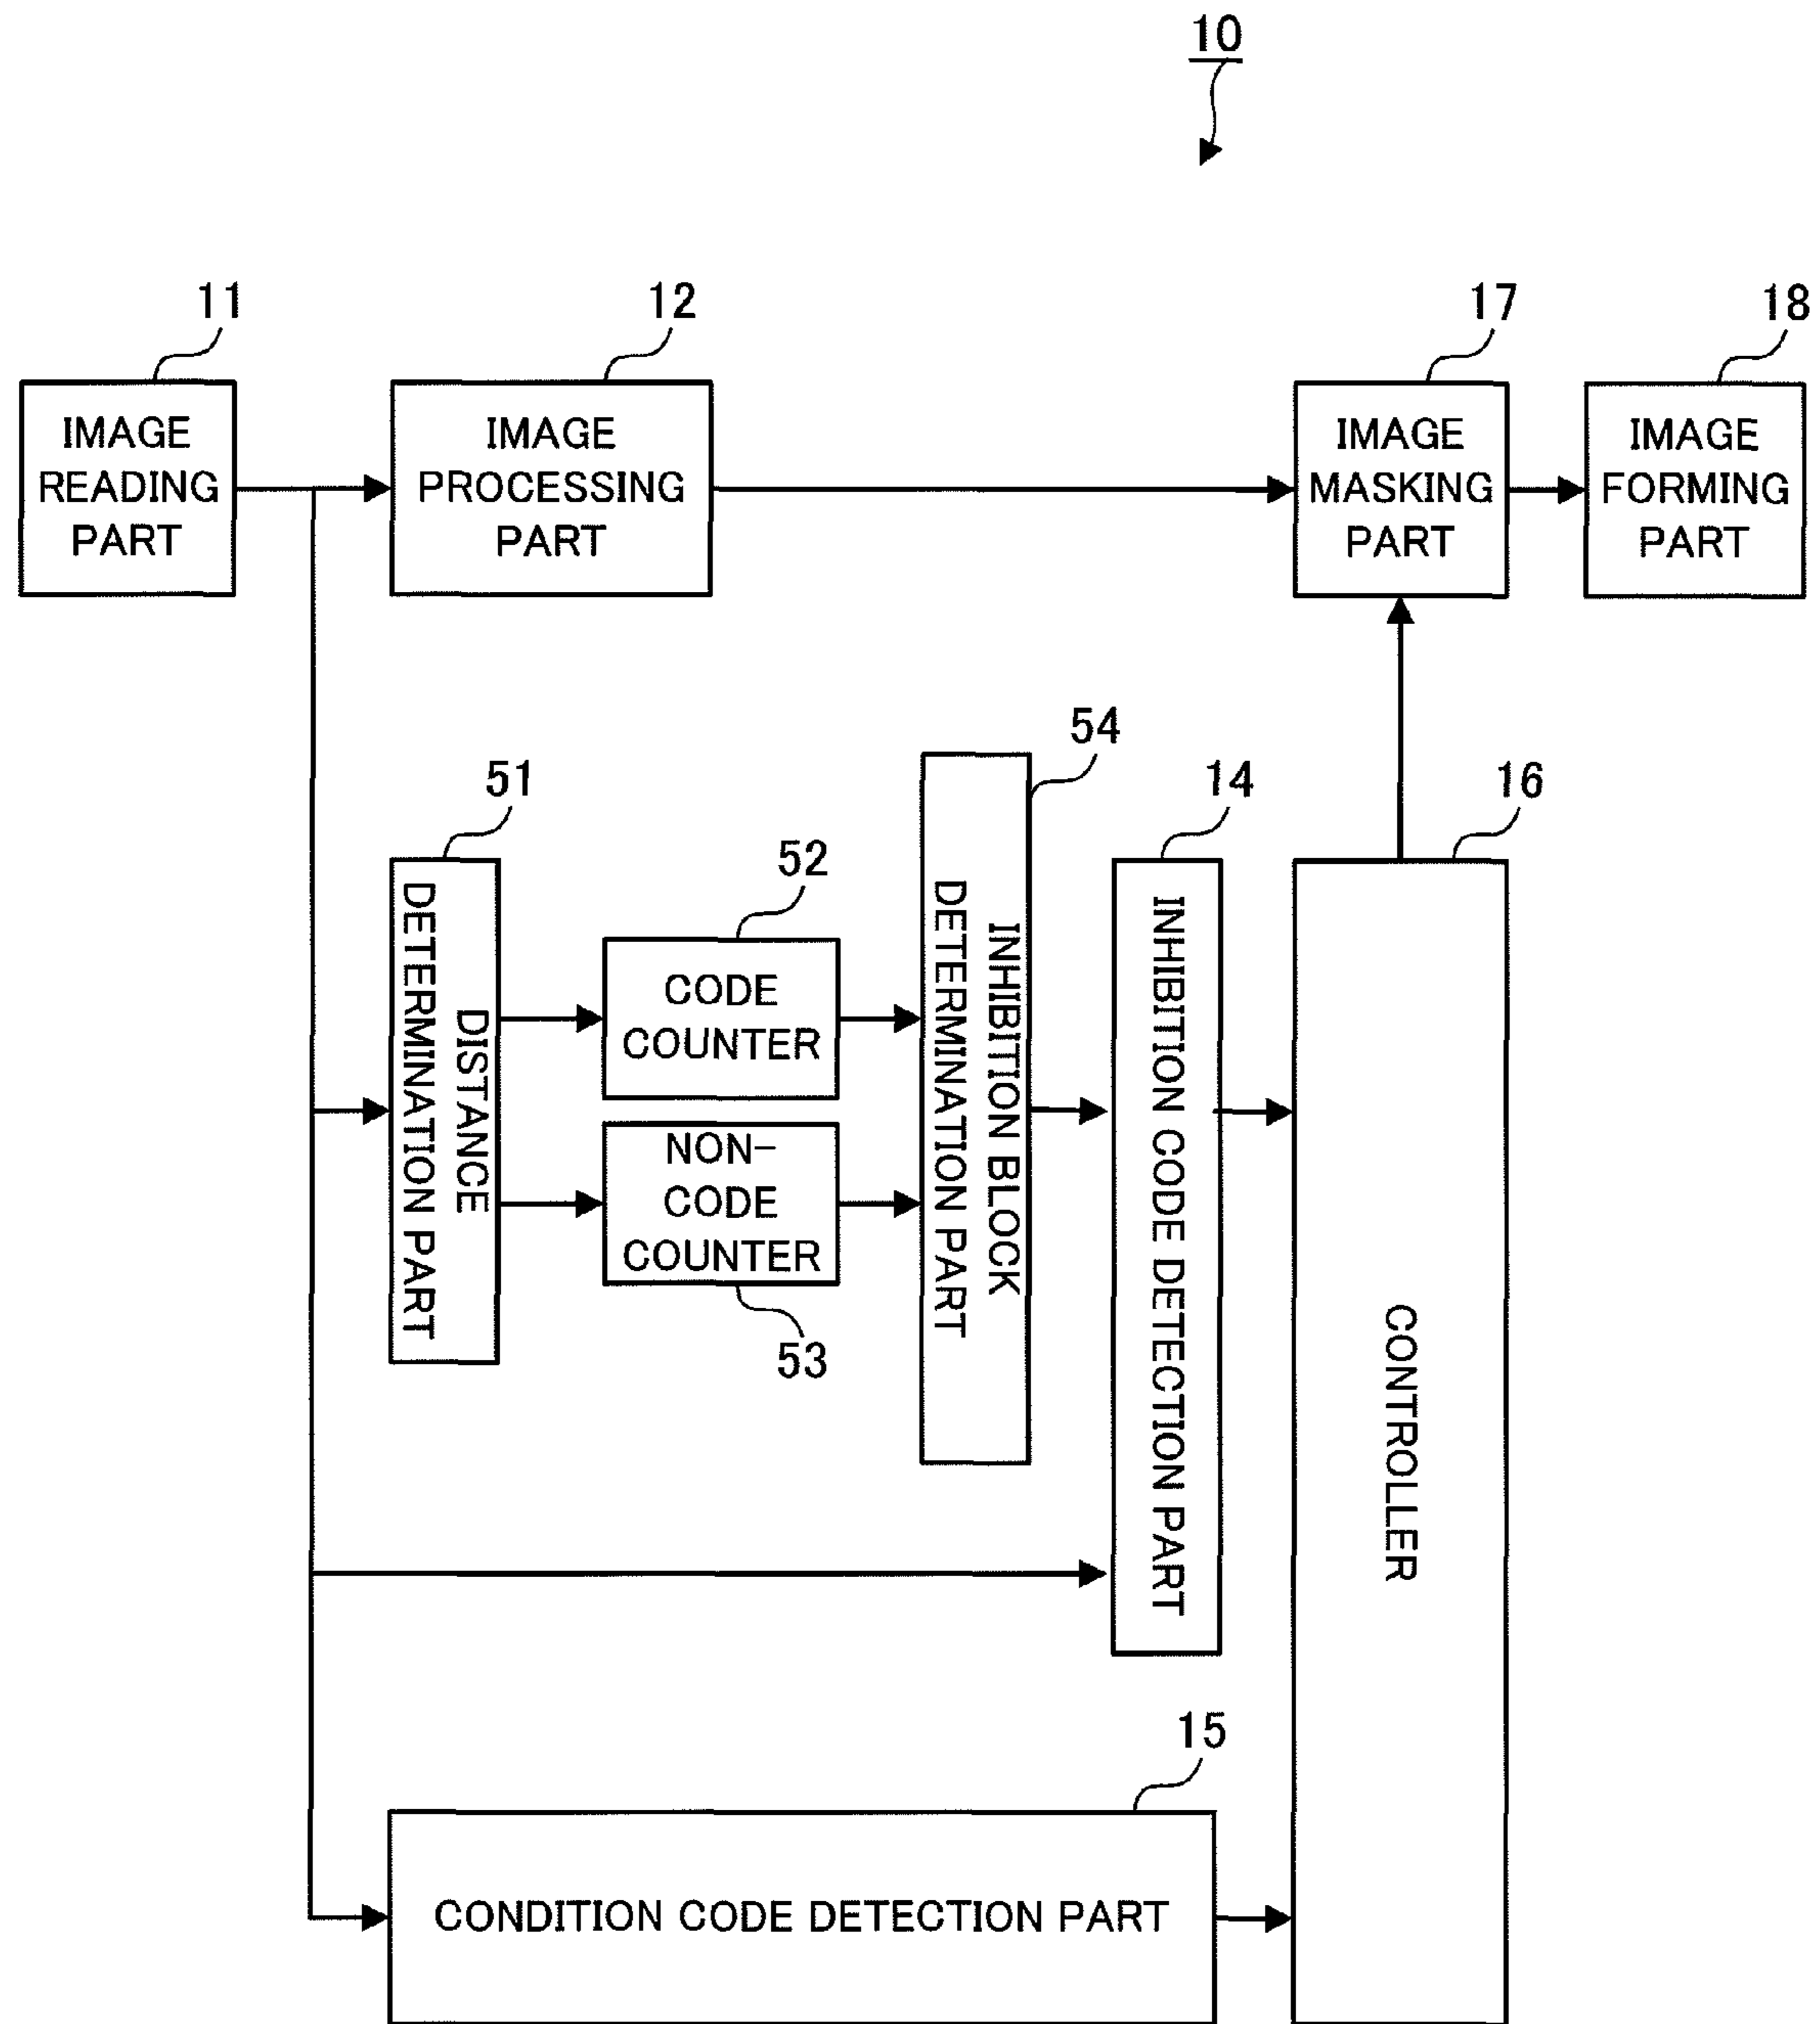 10
11
IMAGE
READING
PART
12
IMAGE
PROCESSING
PART
17
IMAGE
MASKING
PART
18
IMAGE
FORMING
PART
51
DISTANCE
DETERMINATION PART
52
CODE
COUNTER
NON-
CODE
COUNTER
53
54
INHIBITION BLOCK
DETERMINATION PART
14
INHIBITION CODE DETECTION PART
16
CONTROLLER
15
CONDITION CODE DETECTION PART